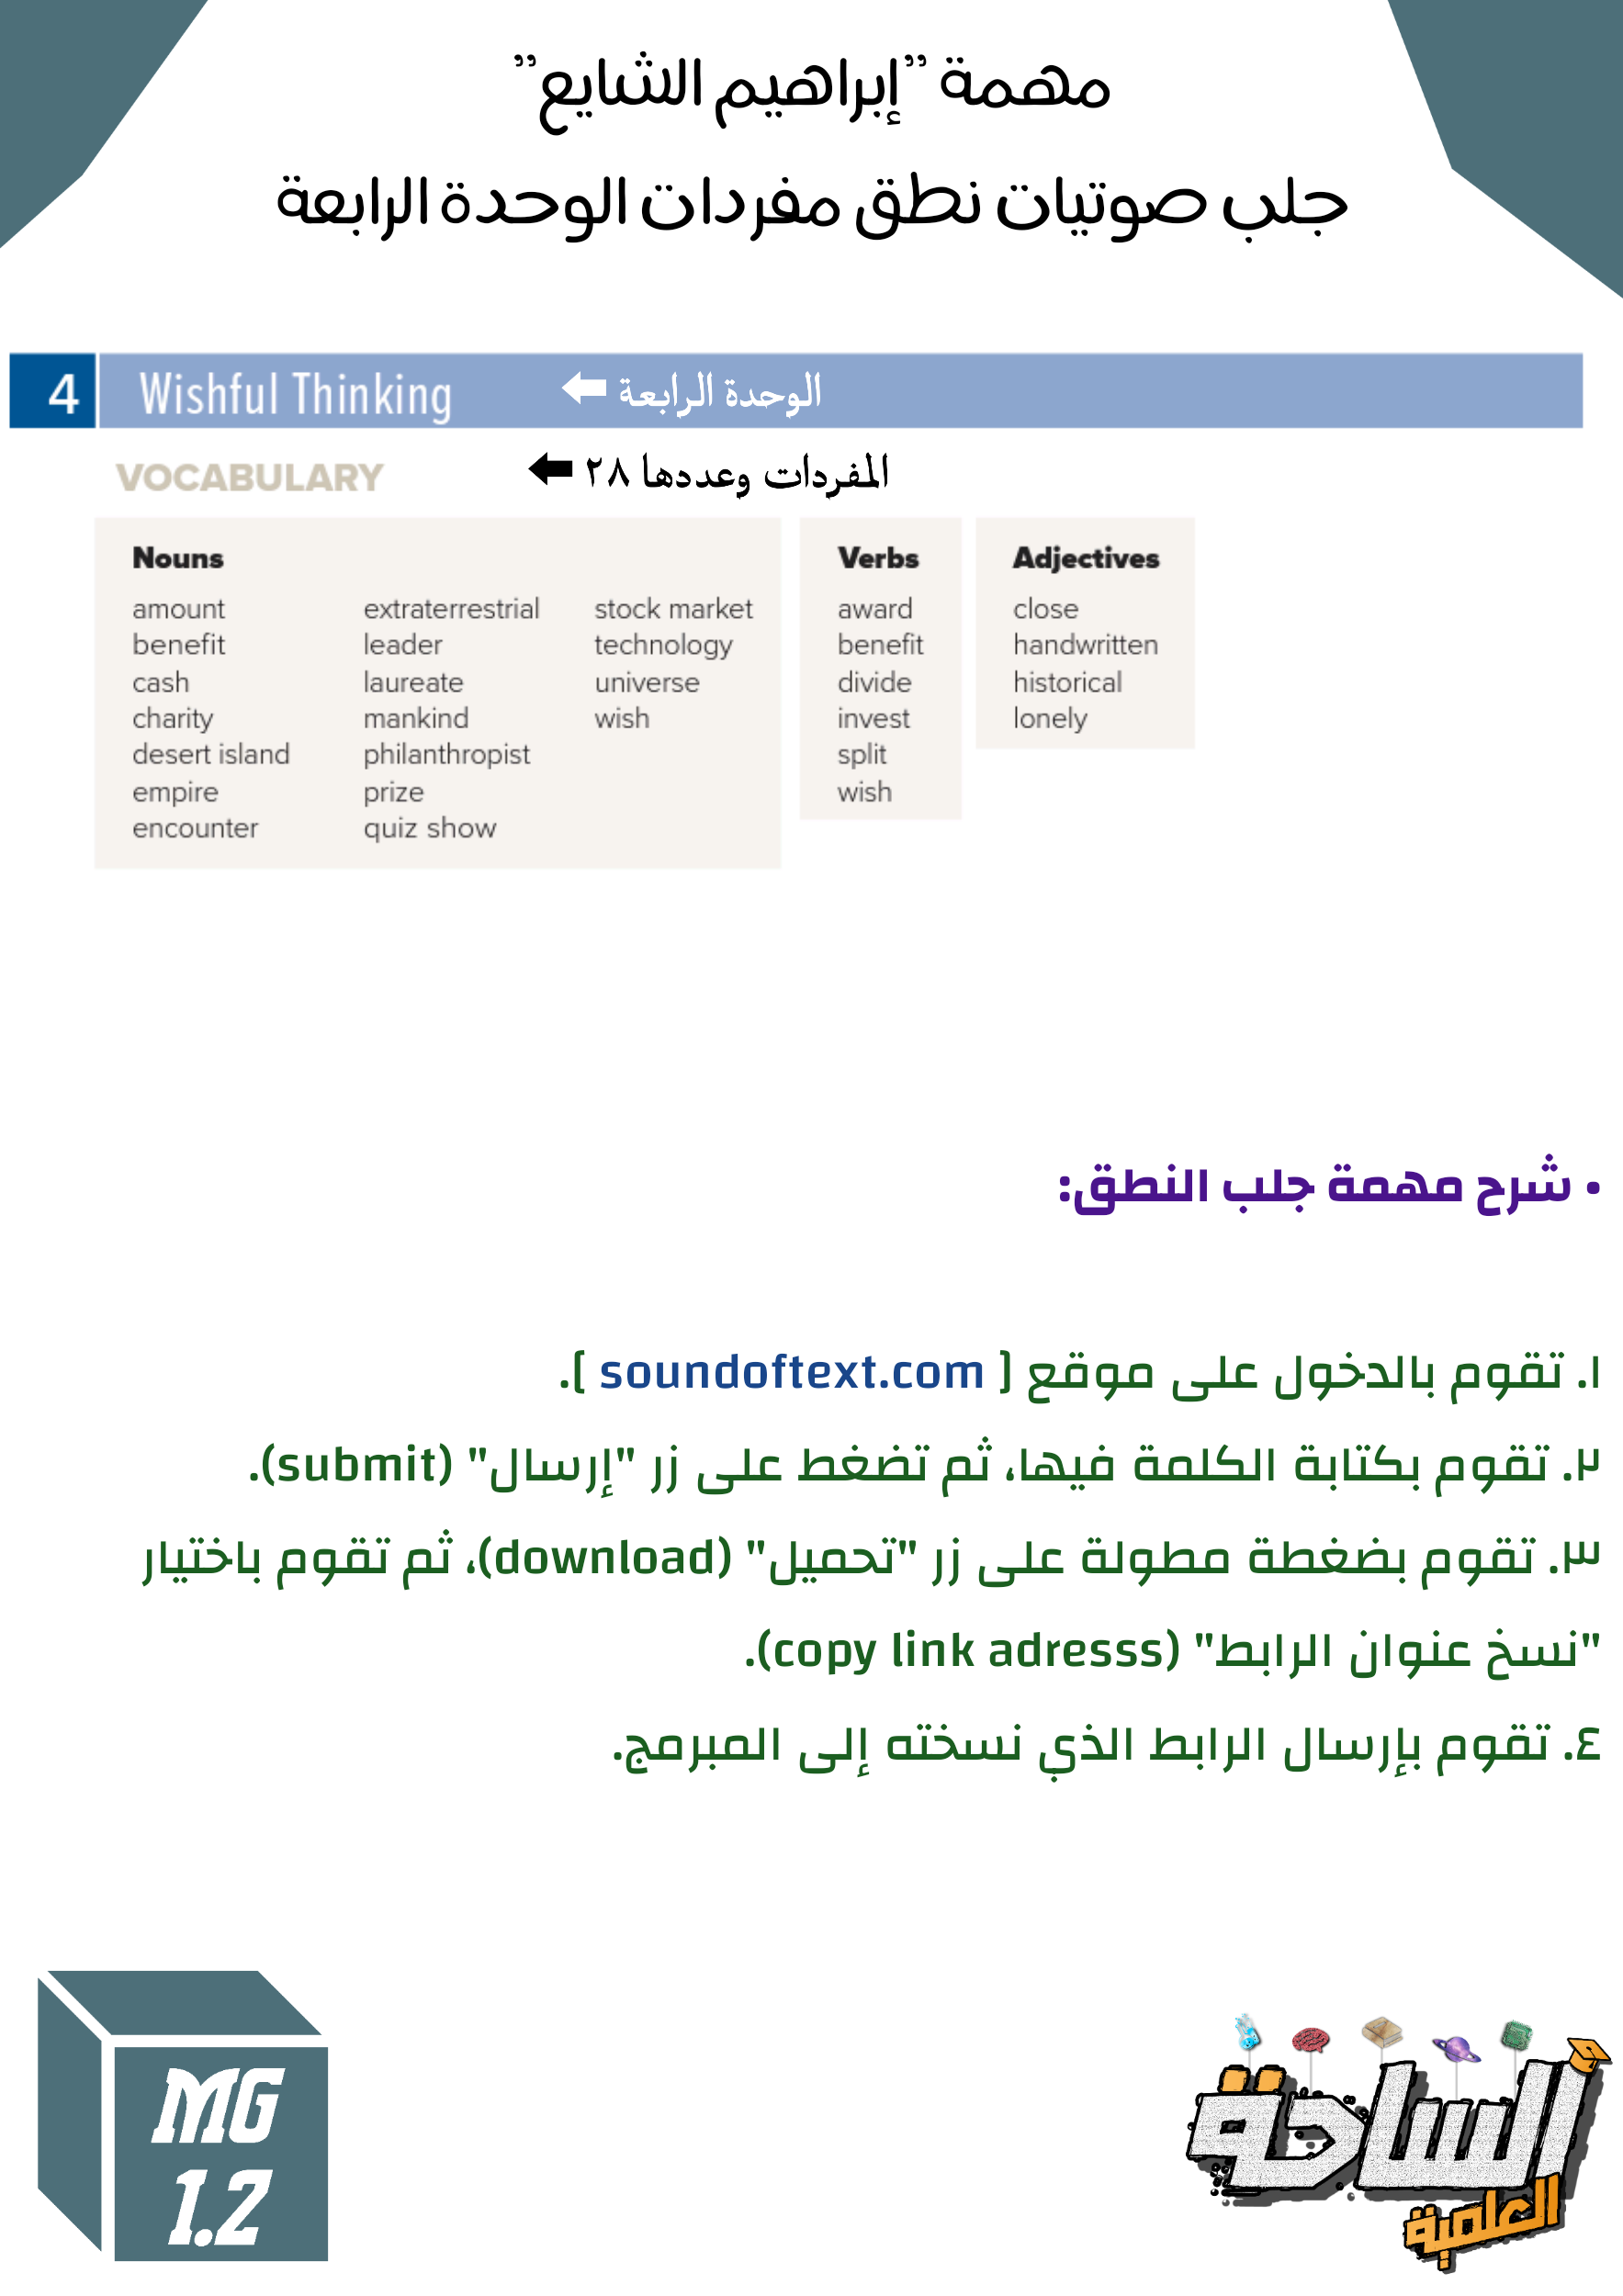 مهمة "إبراهيم الشايع"
جلب صوتيات نطق مفردات الوحدة الرابعة
4 Wishful Thinking الوحدة الرابعة
VOCABULARY المفردات وعددها ٢٨
Nouns
amount
benefit
cash
charity
desert island
empire
encounter
extraterrestrial
leader
laureate
mankind
philanthropist
prize
quiz show
stock market
technology
universe
wish
Verbs
award
benefit
divide
invest
split
wish
Adjectives
close
handwritten
historical
lonely
• شرح مهمة جلب النطق:
١. تقوم بالدخول على موقع [ soundoftext.com ].
٢. تقوم بكتابة الكلمة فيها، ثم تضغط على زر "إرسال" (submit).
٣. تقوم بضغطة مطولة على زر "تحميل" (download)، ثم تقوم باختيار
"نسخ عنوان الرابط" (copy link adresss).
٤. تقوم بإرسال الرابط الذي نسخته إلى المبرمج.
MG
1.2
الساحة
العلمية